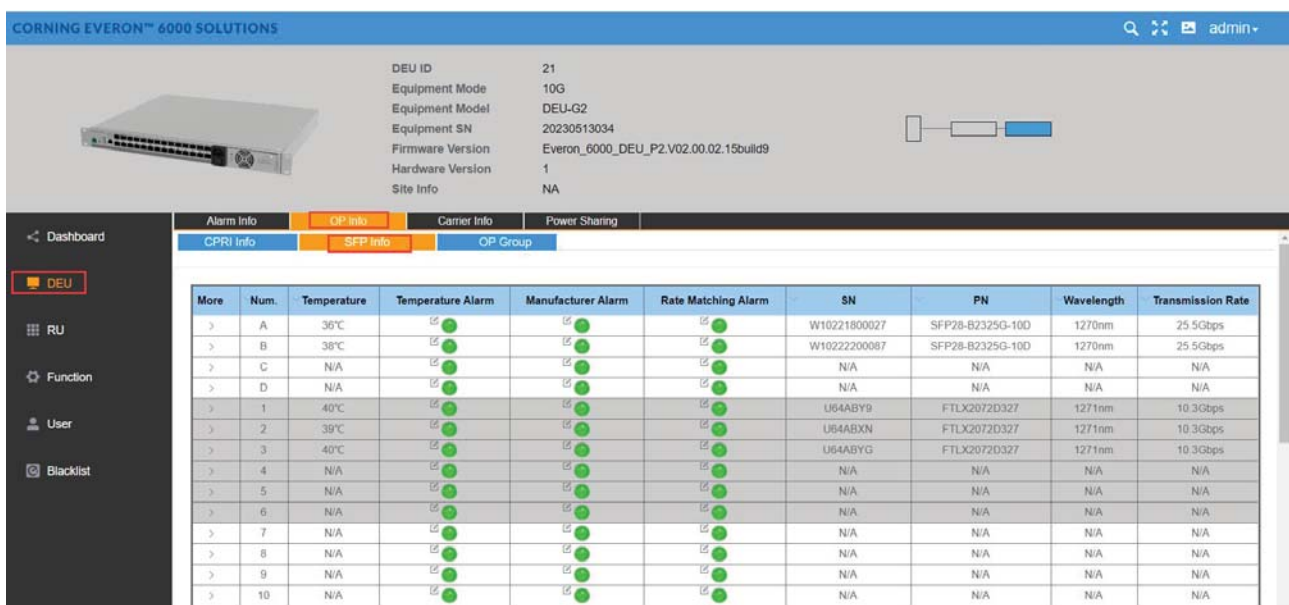 CORNING EVERON™ 6000 SOLUTIONS
admin
DEU ID 21
Equipment Mode 10G
Equipment Model DEU-G2
Equipment SN 20230513034
Firmware Version Everon_6000_DEU_P2.V02.00.02.15build9
Hardware Version 1
Site Info NA
Dashboard
DEU
RU
Function
User
Blacklist
Alarm Info OP Info Carrier Info Power Sharing
CPRI Info SFP Info OP Group
More Num. Temperature Temperature Alarm Manufacturer Alarm Rate Matching Alarm SN PN Wavelength Transmission Rate
> A 36℃ W10221800027 SFP28-B2325G-10D 1270nm 25.5Gbps
> B 38℃ W10222200087 SFP28-B2325G-10D 1270nm 25.5Gbps
> C N/A N/A N/A N/A N/A
> D N/A N/A N/A N/A N/A
> 1 40℃ U64ABY9 FTLX2072D327 1271nm 10.3Gbps
> 2 39℃ U64ABXN FTLX2072D327 1271nm 10.3Gbps
> 3 40℃ U64ABYG FTLX2072D327 1271nm 10.3Gbps
> 4 N/A N/A N/A N/A N/A
> 5 N/A N/A N/A N/A N/A
> 6 N/A N/A N/A N/A N/A
> 7 N/A N/A N/A N/A N/A
> 8 N/A N/A N/A N/A N/A
> 9 N/A N/A N/A N/A N/A
> 10 N/A N/A N/A N/A N/A